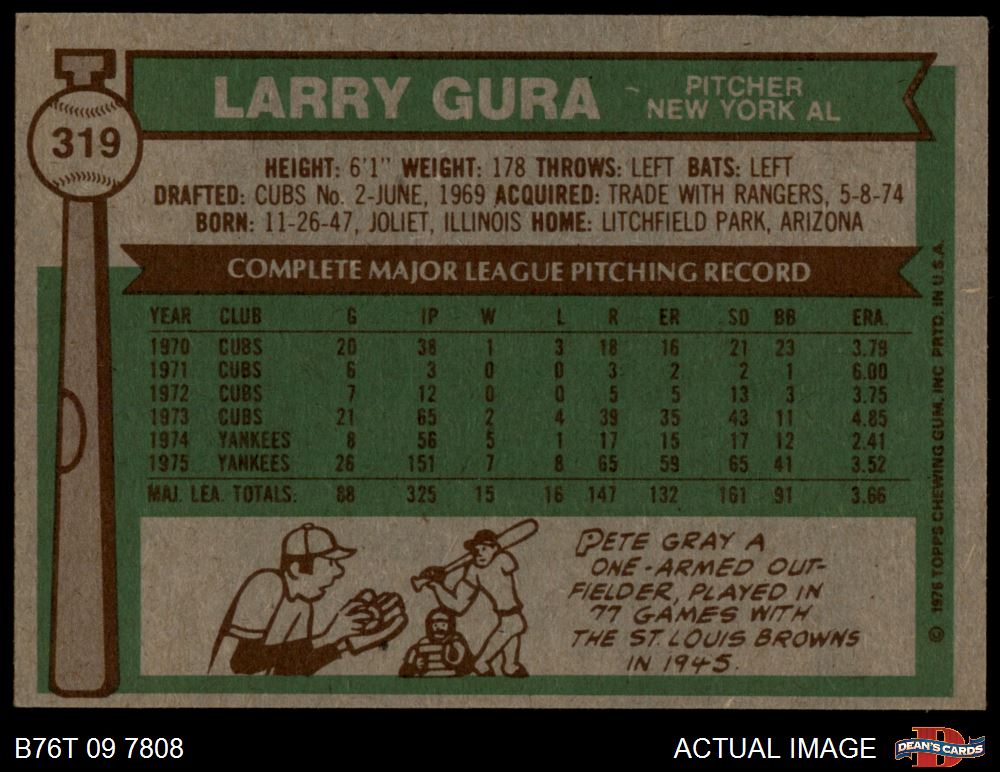 319
LARRY GURA
PITCHER
NEW YORK AL
HEIGHT: 6'1" WEIGHT: 178 THROWS: LEFT BATS: LEFT
DRAFTED: CUBS No. 2-JUNE, 1969 ACQUIRED: TRADE WITH RANGERS, 5-8-74
BORN: 11-26-47, JOLIET, ILLINOIS HOME: LITCHFIELD PARK, ARIZONA
COMPLETE MAJOR LEAGUE PITCHING RECORD
YEAR CLUB G IP W L R ER SO BB ERA.
1970 CUBS 20 38 1 3 18 16 21 23 3.79
1971 CUBS 6 3 0 0 3 2 2 1 6.00
1972 CUBS 7 12 0 0 5 5 13 3 3.75
1973 CUBS 21 65 2 4 39 35 43 11 4.85
1974 YANKEES 8 56 5 1 17 15 17 12 2.41
1975 YANKEES 26 151 7 8 65 59 65 41 3.52
MAJ. LEA. TOTALS: 88 325 15 16 147 132 161 91 3.66
PETE GRAY A
ONE-ARMED OUT-
FIELDER, PLAYED IN
77 GAMES WITH
THE ST. LOUIS BROWNS
IN 1945.
© 1976 TOPPS CHEWING GUM, INC PRTD. IN U.S.A.
B76T 09 7808
ACTUAL IMAGE
D
DEAN'S CARDS